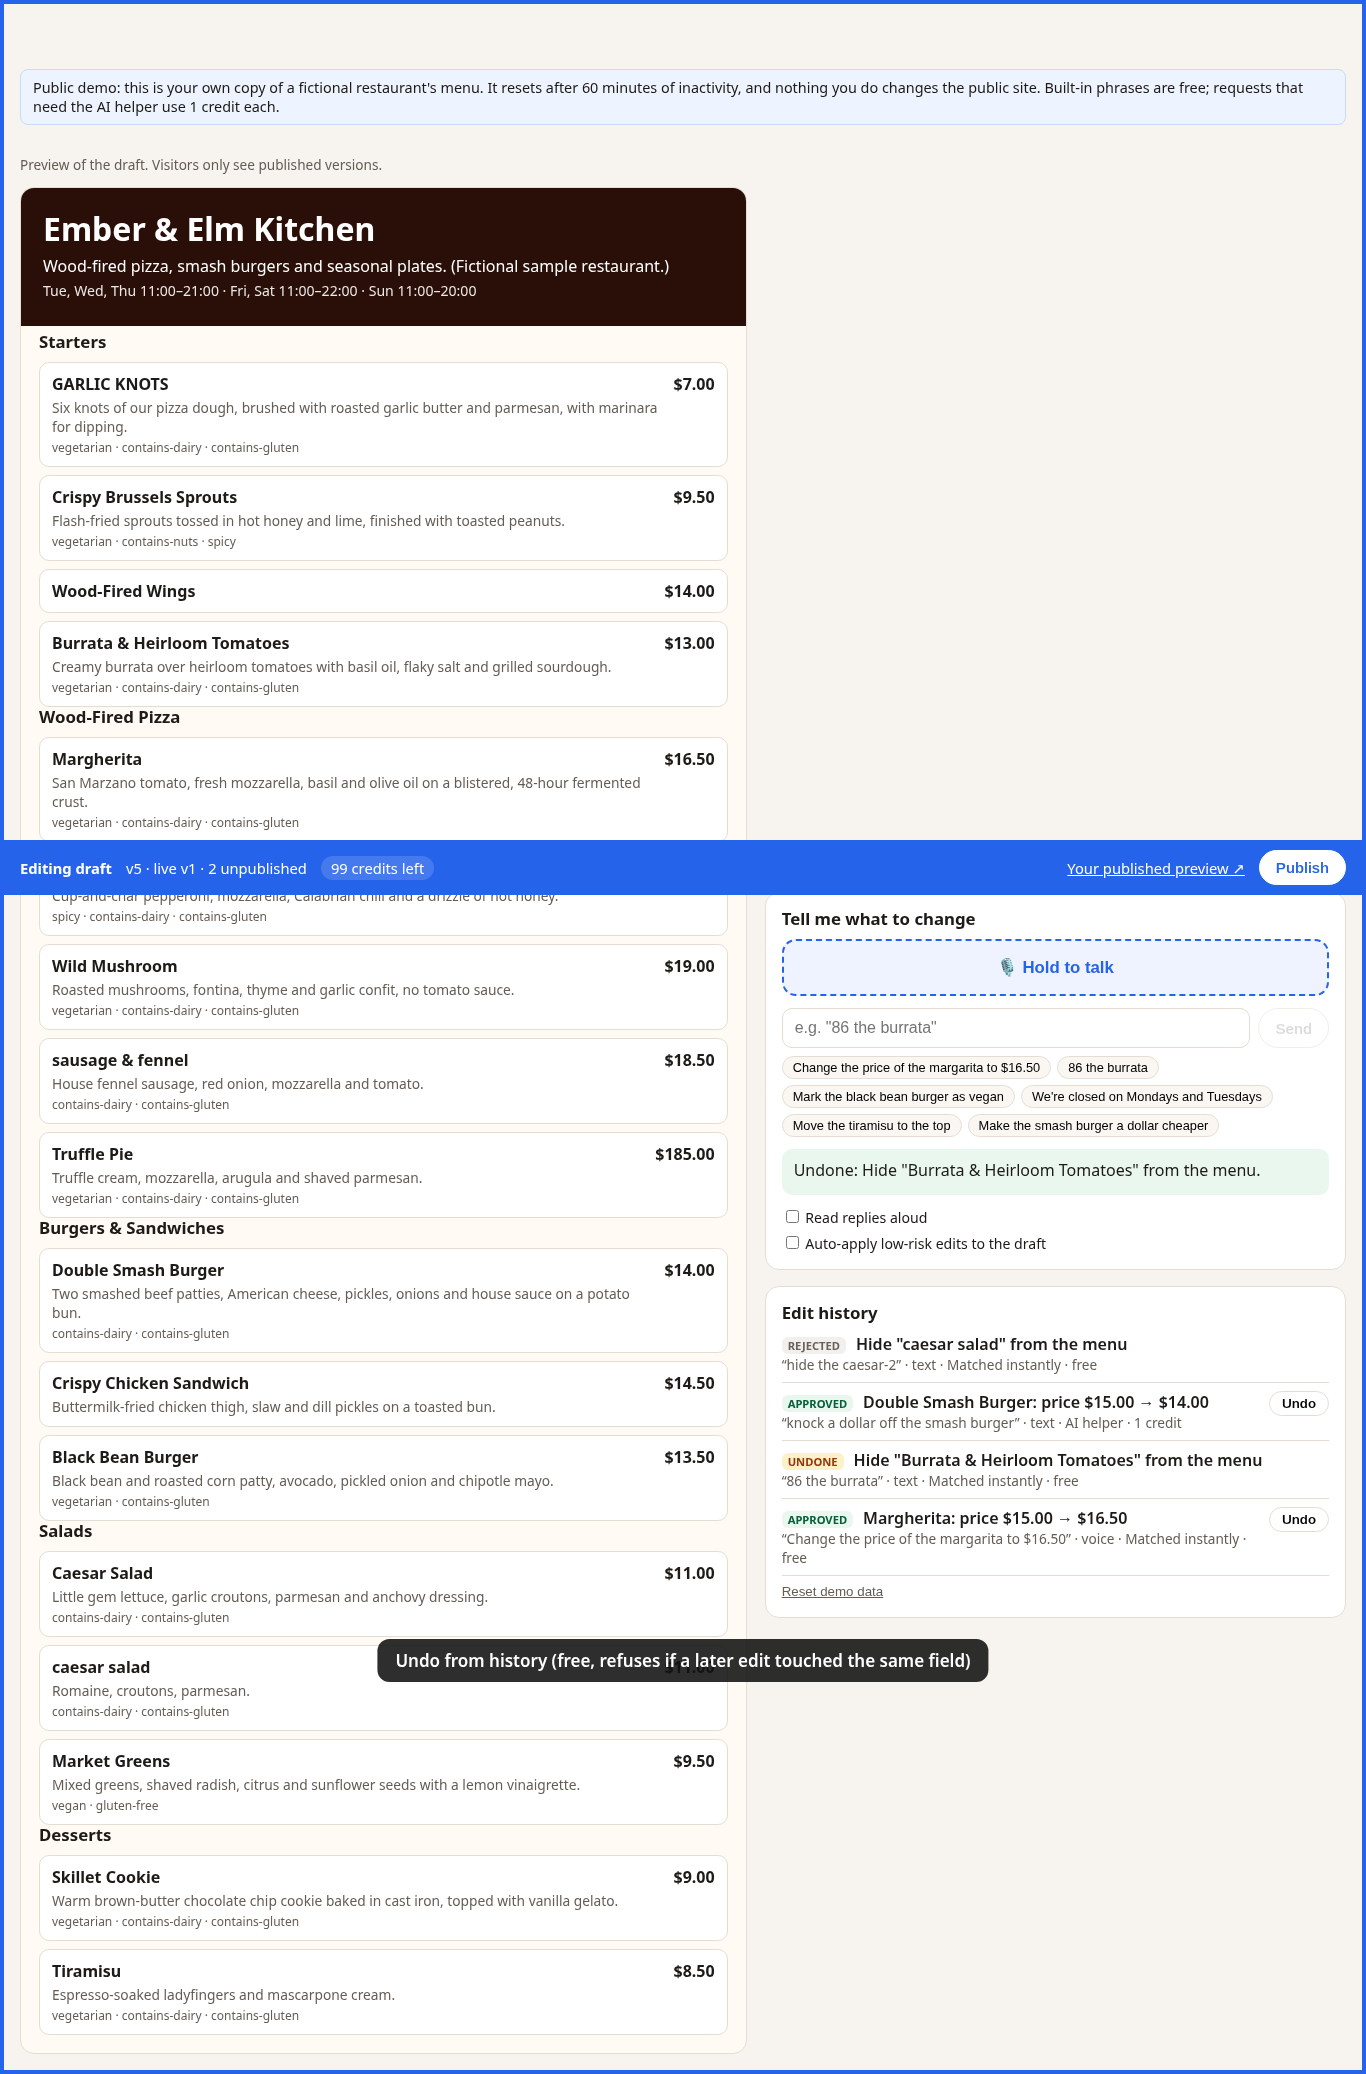 Public demo: this is your own copy of a fictional restaurant's menu. It resets after 60 minutes of inactivity, and nothing you do changes the public site. Built-in phrases are free; requests that
need the AI helper use 1 credit each.
Preview of the draft. Visitors only see published versions.
Ember & Elm Kitchen
Wood-fired pizza, smash burgers and seasonal plates. (Fictional sample restaurant.)
Tue, Wed, Thu 11:00–21:00 · Fri, Sat 11:00–22:00 · Sun 11:00–20:00
Starters
GARLIC KNOTS $7.00
Six knots of our pizza dough, brushed with roasted garlic butter and parmesan, with marinara
for dipping.
vegetarian · contains-dairy · contains-gluten
Crispy Brussels Sprouts $9.50
Flash-fried sprouts tossed in hot honey and lime, finished with toasted peanuts.
vegetarian · contains-nuts · spicy
Wood-Fired Wings $14.00
Burrata & Heirloom Tomatoes $13.00
Creamy burrata over heirloom tomatoes with basil oil, flaky salt and grilled sourdough.
vegetarian · contains-dairy · contains-gluten
Wood-Fired Pizza
Margherita $16.50
San Marzano tomato, fresh mozzarella, basil and olive oil on a blistered, 48-hour fermented
crust.
vegetarian · contains-dairy · contains-gluten
Editing draft v5 · live v1 · 2 unpublished 99 credits left Your published preview ↗ Publish
Cup-and-char pepperoni, mozzarella, Calabrian chili and a drizzle of hot honey.
spicy · contains-dairy · contains-gluten
Wild Mushroom $19.00
Roasted mushrooms, fontina, thyme and garlic confit, no tomato sauce.
vegetarian · contains-dairy · contains-gluten
sausage & fennel $18.50
House fennel sausage, red onion, mozzarella and tomato.
contains-dairy · contains-gluten
Truffle Pie $185.00
Truffle cream, mozzarella, arugula and shaved parmesan.
vegetarian · contains-dairy · contains-gluten
Burgers & Sandwiches
Double Smash Burger $14.00
Two smashed beef patties, American cheese, pickles, onions and house sauce on a potato
bun.
contains-dairy · contains-gluten
Crispy Chicken Sandwich $14.50
Buttermilk-fried chicken thigh, slaw and dill pickles on a toasted bun.
Black Bean Burger $13.50
Black bean and roasted corn patty, avocado, pickled onion and chipotle mayo.
vegetarian · contains-gluten
Salads
Caesar Salad $11.00
Little gem lettuce, garlic croutons, parmesan and anchovy dressing.
contains-dairy · contains-gluten
caesar salad
Romaine, croutons, parmesan.
contains-dairy · contains-gluten
Market Greens $9.50
Mixed greens, shaved radish, citrus and sunflower seeds with a lemon vinaigrette.
vegan · gluten-free
Desserts
Skillet Cookie $9.00
Warm brown-butter chocolate chip cookie baked in cast iron, topped with vanilla gelato.
vegetarian · contains-dairy · contains-gluten
Tiramisu $8.50
Espresso-soaked ladyfingers and mascarpone cream.
vegetarian · contains-dairy · contains-gluten
Tell me what to change
Hold to talk
e.g. "86 the burrata" Send
Change the price of the margarita to $16.50 86 the burrata
Mark the black bean burger as vegan We're closed on Mondays and Tuesdays
Move the tiramisu to the top Make the smash burger a dollar cheaper
Undone: Hide "Burrata & Heirloom Tomatoes" from the menu.
Read replies aloud
Auto-apply low-risk edits to the draft
Edit history
REJECTED Hide "caesar salad" from the menu
“hide the caesar-2” · text · Matched instantly · free
APPROVED Double Smash Burger: price $15.00 → $14.00 Undo
“knock a dollar off the smash burger” · text · AI helper · 1 credit
UNDONE Hide "Burrata & Heirloom Tomatoes" from the menu
“86 the burrata” · text · Matched instantly · free
APPROVED Margherita: price $15.00 → $16.50 Undo
“Change the price of the margarita to $16.50” · voice · Matched instantly ·
free
Reset demo data
Undo from history (free, refuses if a later edit touched the same field)